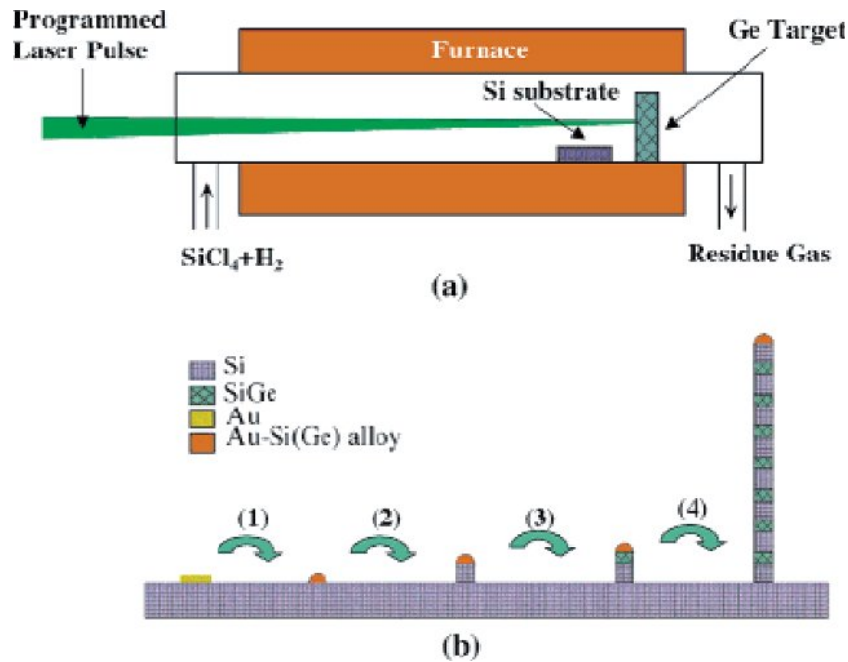 Programmed
Laser Pulse
Furnace
Ge Target
Si substrate
SiCl₄+H₂
Residue Gas
(a)
Si
SiGe
Au
Au-Si(Ge) alloy
(1)
(2)
(3)
(4)
(b)